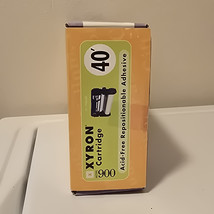 XYRON
Cartridge
900
40'
Acid-Free Repositionable Adhesive